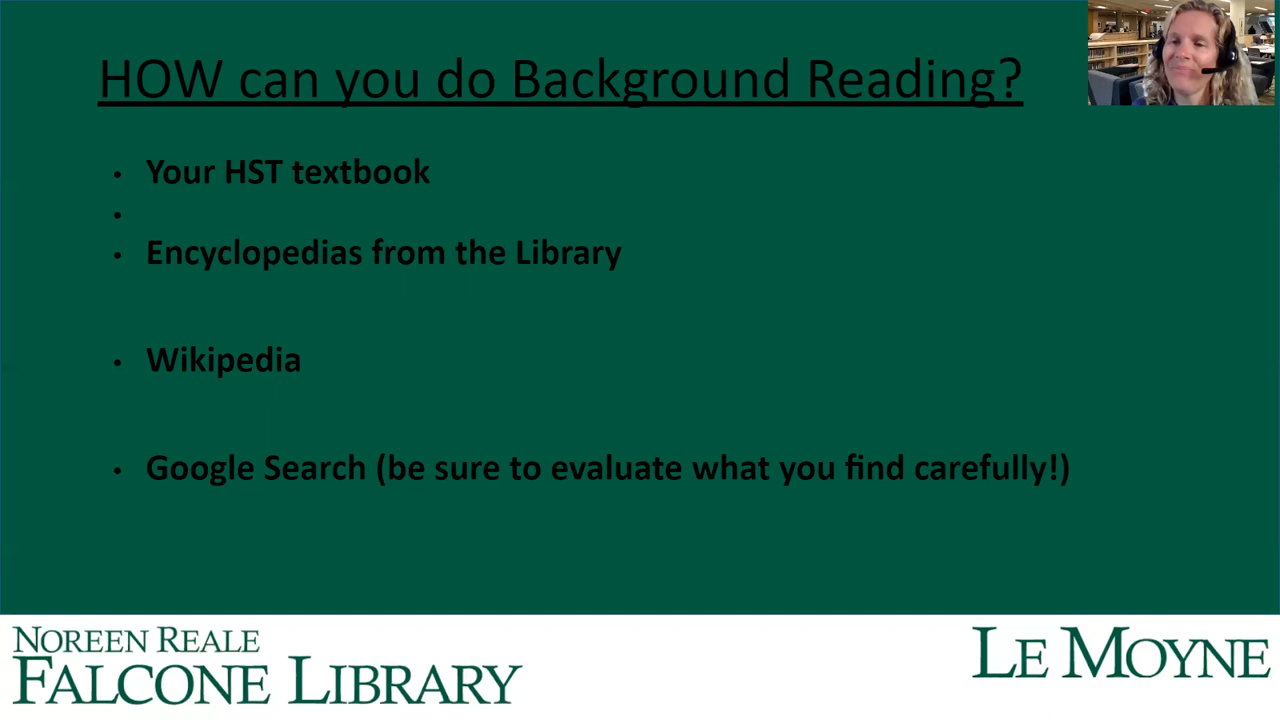 HOW can you do Background Reading?
• Your HST textbook
•
• Encyclopedias from the Library
• Wikipedia
• Google Search (be sure to evaluate what you find carefully!)
NOREEN REALE
FALCONE LIBRARY
LE MOYNE